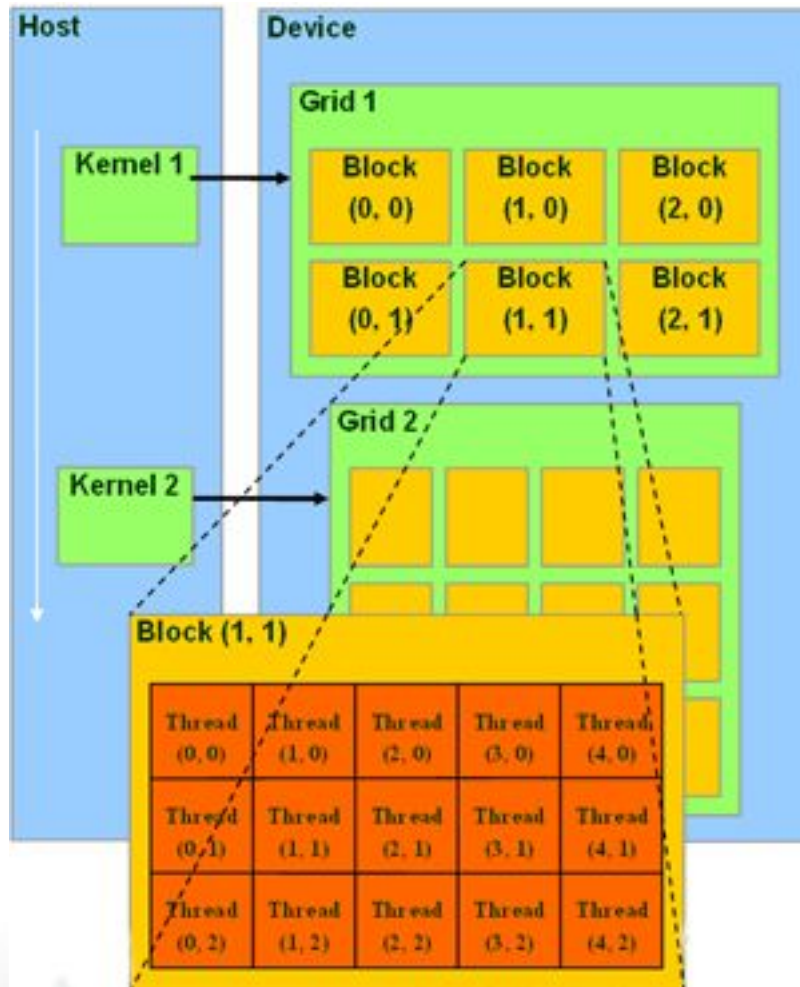 Host
Device
Grid 1
Kernel 1
Block
(0, 0)
Block
(1, 0)
Block
(2, 0)
Block
(0, 1)
Block
(1, 1)
Block
(2, 1)
Grid 2
Kernel 2
Block (1, 1)
Thread
(0, 0)
Thread
(1, 0)
Thread
(2, 0)
Thread
(3, 0)
Thread
(4, 0)
Thread
(0, 1)
Thread
(1, 1)
Thread
(2, 1)
Thread
(3, 1)
Thread
(4, 1)
Thread
(0, 2)
Thread
(1, 2)
Thread
(2, 2)
Thread
(3, 2)
Thread
(4, 2)